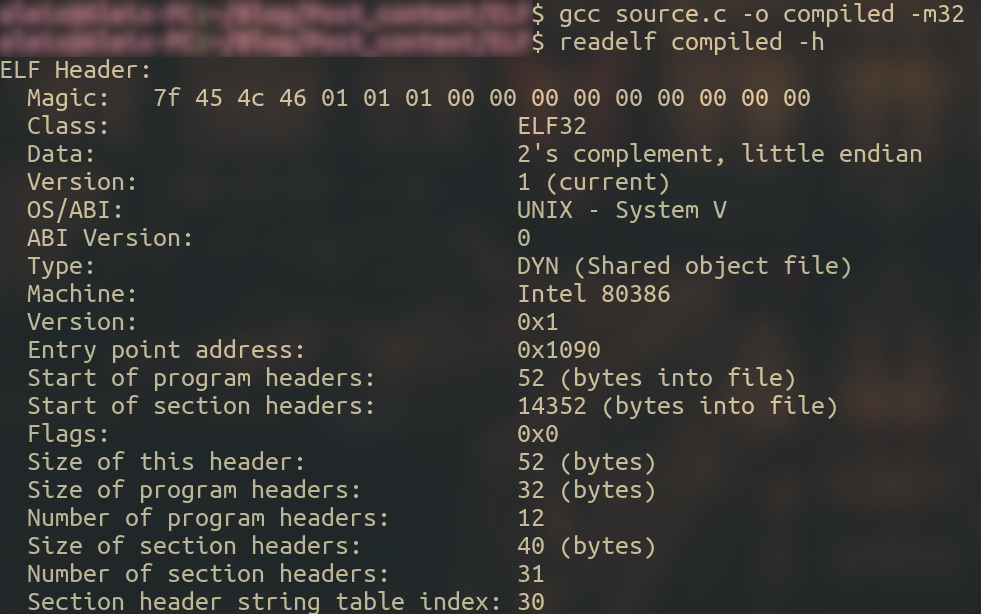 $ gcc source.c -o compiled -m32
$ readelf compiled -h
ELF Header:
  Magic:   7f 45 4c 46 01 01 01 00 00 00 00 00 00 00 00 00
  Class:                             ELF32
  Data:                              2's complement, little endian
  Version:                           1 (current)
  OS/ABI:                            UNIX - System V
  ABI Version:                       0
  Type:                              DYN (Shared object file)
  Machine:                           Intel 80386
  Version:                           0x1
  Entry point address:               0x1090
  Start of program headers:          52 (bytes into file)
  Start of section headers:          14352 (bytes into file)
  Flags:                             0x0
  Size of this header:               52 (bytes)
  Size of program headers:           32 (bytes)
  Number of program headers:         12
  Size of section headers:           40 (bytes)
  Number of section headers:         31
  Section header string table index: 30